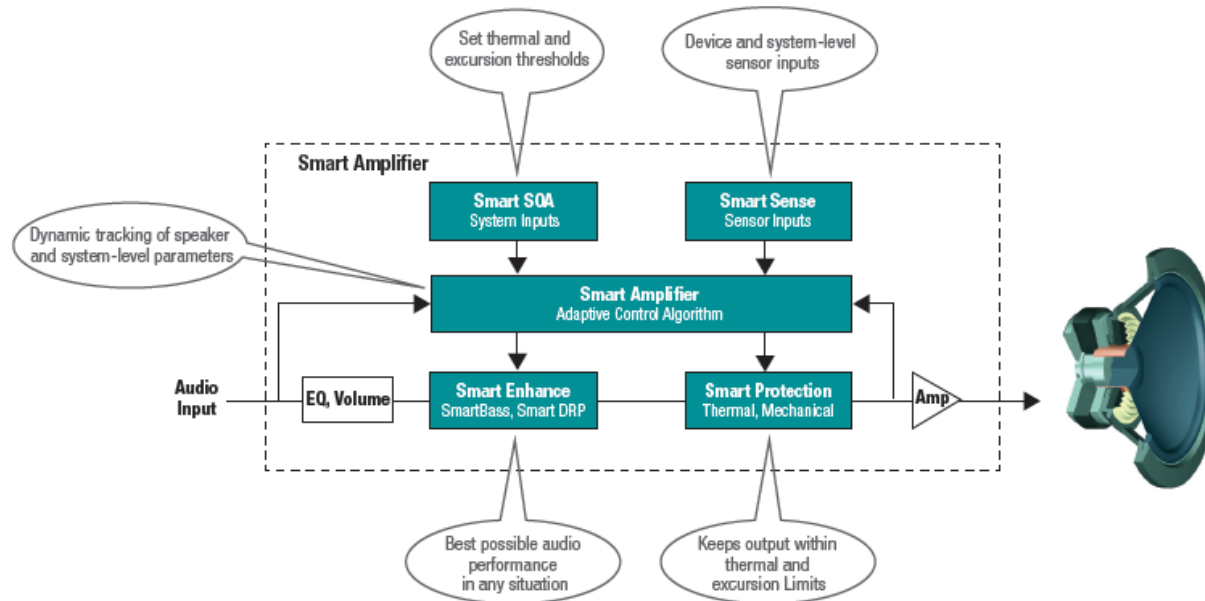 Set thermal and
excursion thresholds
Device and system-level
sensor inputs
Smart Amplifier
Smart SOA
System Inputs
Smart Sense
Sensor Inputs
Dynamic tracking of speaker
and system-level parameters
Smart Amplifier
Adaptive Control Algorithm
Audio
Input
EQ, Volume
Smart Enhance
SmartBass, Smart DRP
Smart Protection
Thermal, Mechanical
Amp
Best possible audio
performance
in any situation
Keeps output within
thermal and
excursion Limits